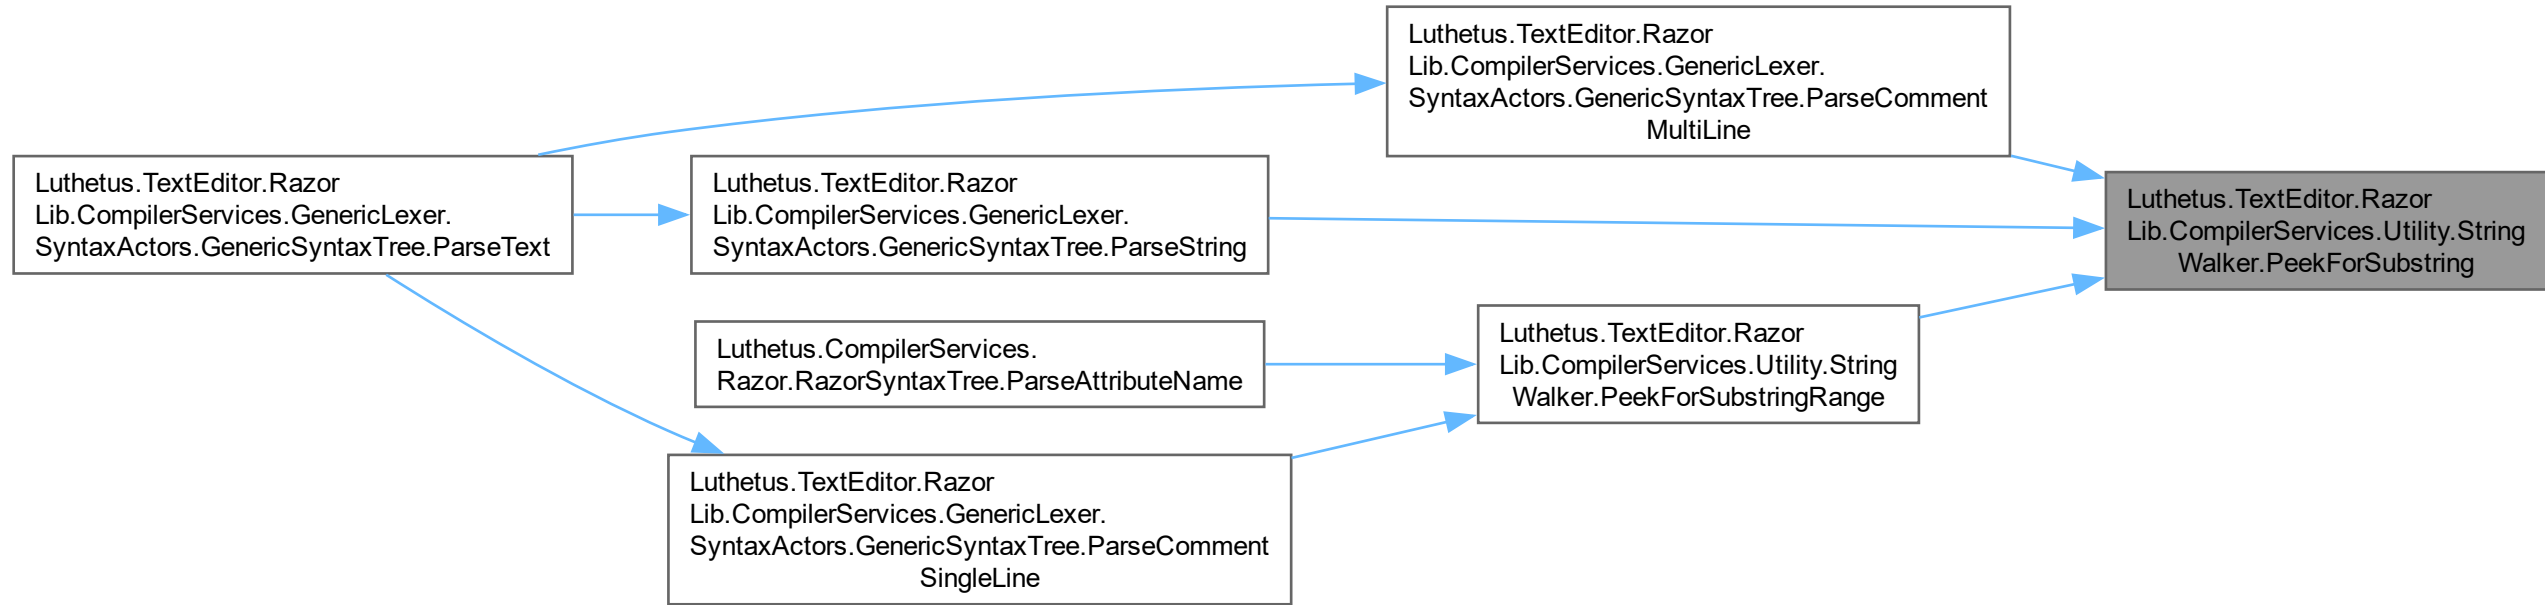 Luthetus.TextEditor.Razor
Lib.CompilerServices.GenericLexer.
SyntaxActors.GenericSyntaxTree.ParseText
Luthetus.TextEditor.Razor
Lib.CompilerServices.GenericLexer.
SyntaxActors.GenericSyntaxTree.ParseString
Luthetus.TextEditor.Razor
Lib.CompilerServices.GenericLexer.
SyntaxActors.GenericSyntaxTree.ParseComment
MultiLine
Luthetus.TextEditor.Razor
Lib.CompilerServices.Utility.String
Walker.PeekForSubstring
Luthetus.CompilerServices.
Razor.RazorSyntaxTree.ParseAttributeName
Luthetus.TextEditor.Razor
Lib.CompilerServices.Utility.String
Walker.PeekForSubstringRange
Luthetus.TextEditor.Razor
Lib.CompilerServices.GenericLexer.
SyntaxActors.GenericSyntaxTree.ParseComment
SingleLine